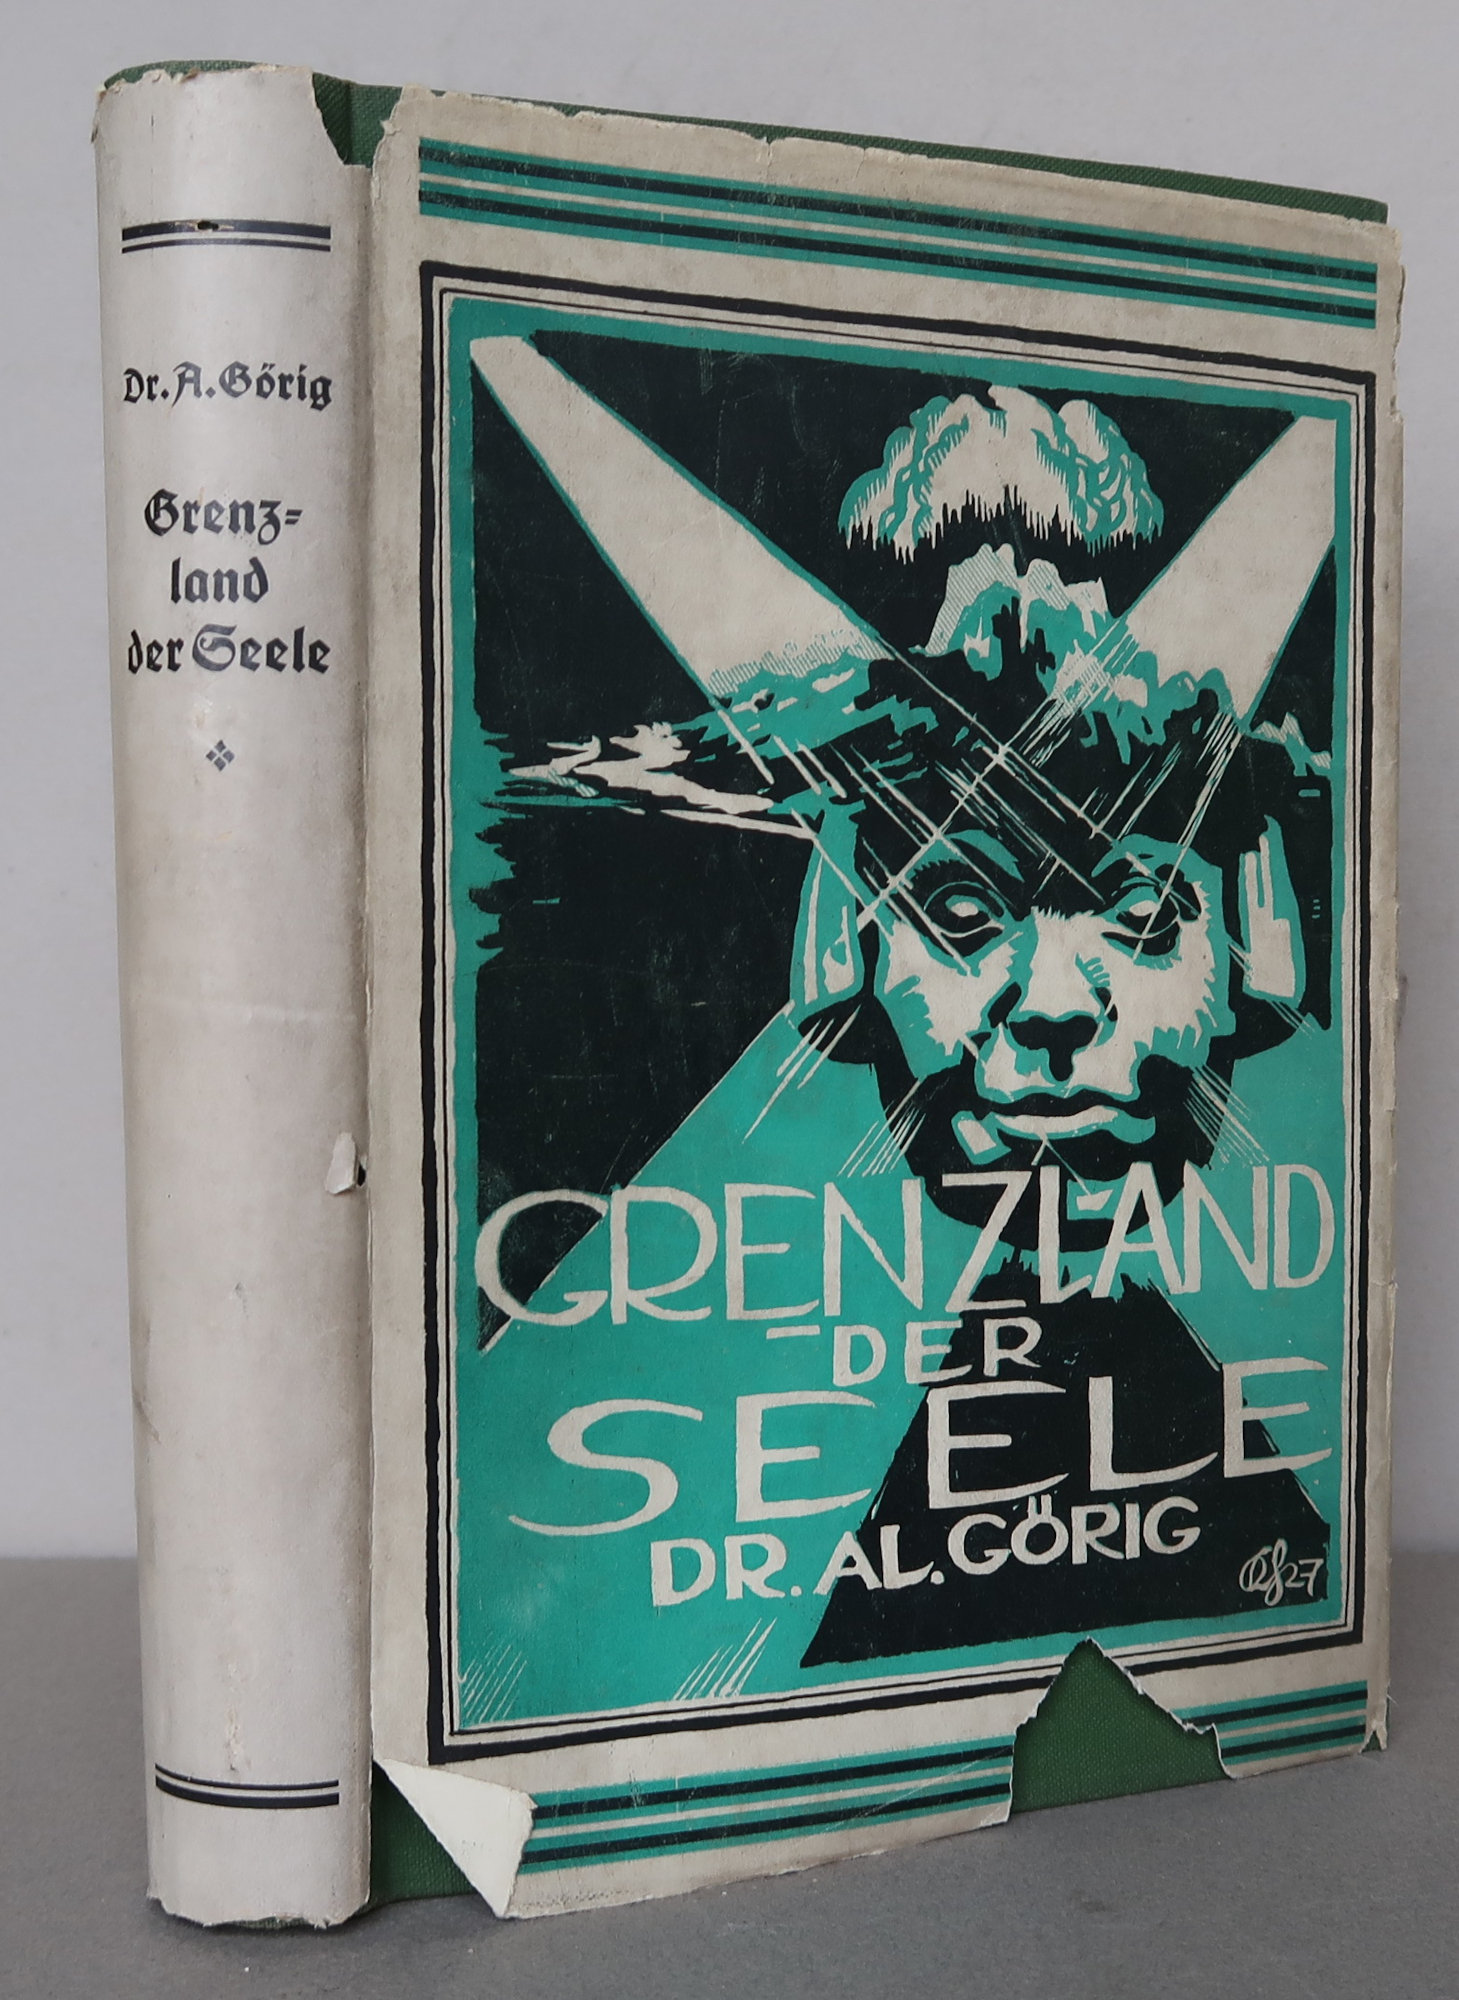 Dr. A. Görig
Grenz-
land
der Seele
GRENZLAND
-DER
SEELE
DR. AL. GÖRIG
27